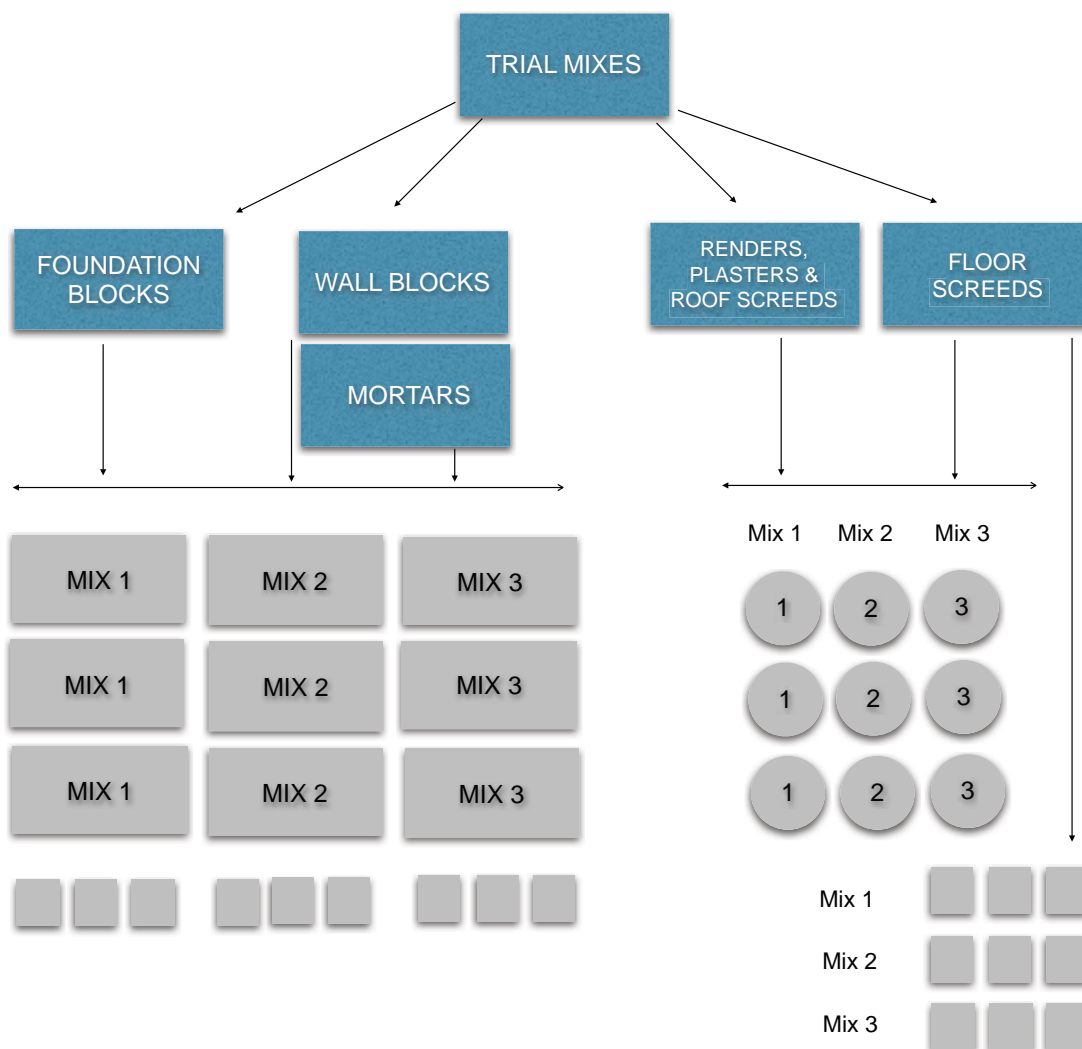 TRIAL MIXES
FOUNDATION
BLOCKS
WALL BLOCKS
MORTARS
RENDERS,
PLASTERS &
ROOF SCREEDS
FLOOR
SCREEDS
MIX 1 MIX 2 MIX 3
MIX 1 MIX 2 MIX 3
MIX 1 MIX 2 MIX 3
Mix 1 Mix 2 Mix 3
1 2 3
1 2 3
1 2 3
Mix 1
Mix 2
Mix 3